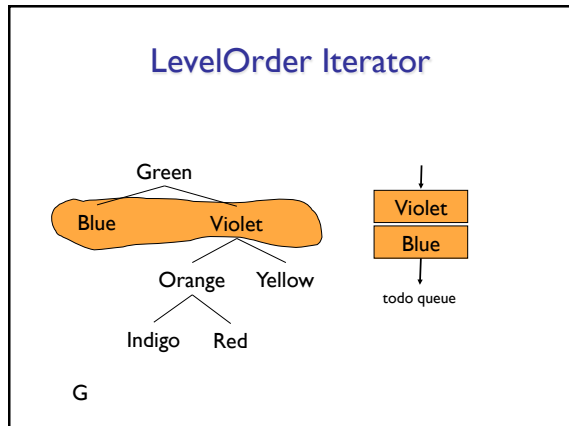 LevelOrder Iterator
Green
Blue
Violet
Orange
Yellow
Indigo
Red
G
Violet
Blue
todo queue